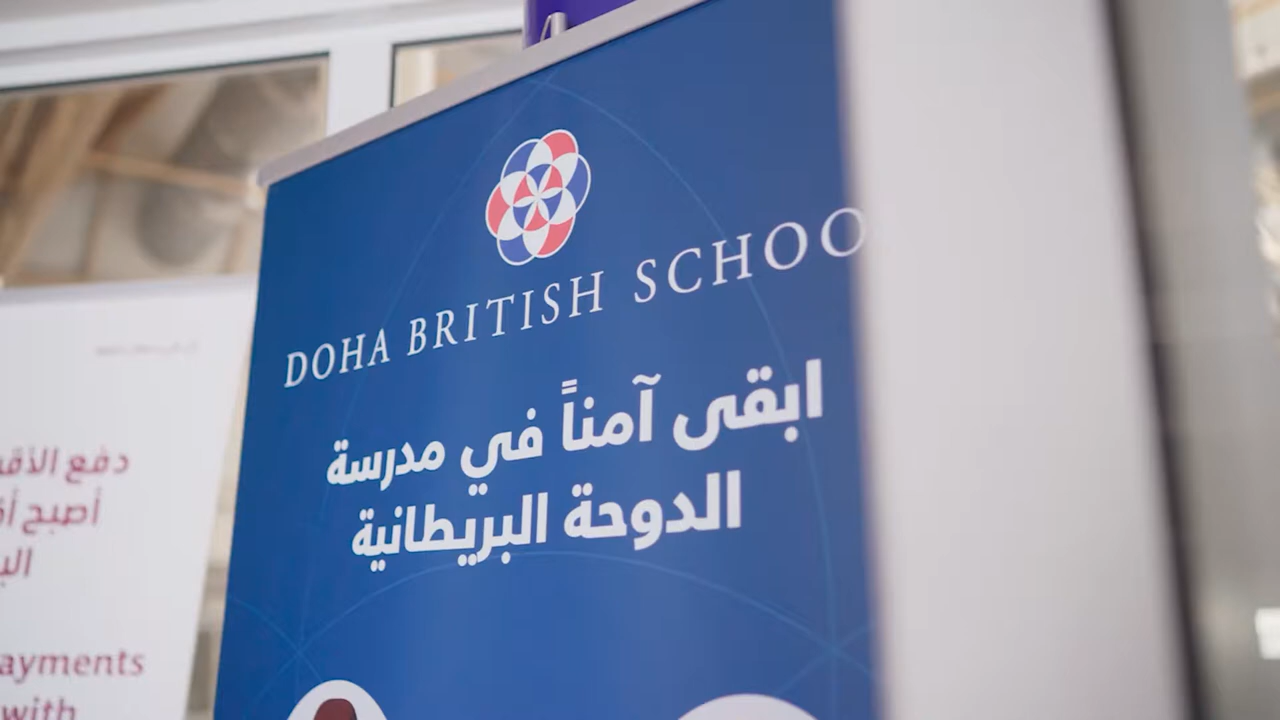 DOHA BRITISH SCHOO
ابقى آمناً في مدرسة
الدوحة البريطانية
دفع الأق
أصبح أ
الب
ayments
with